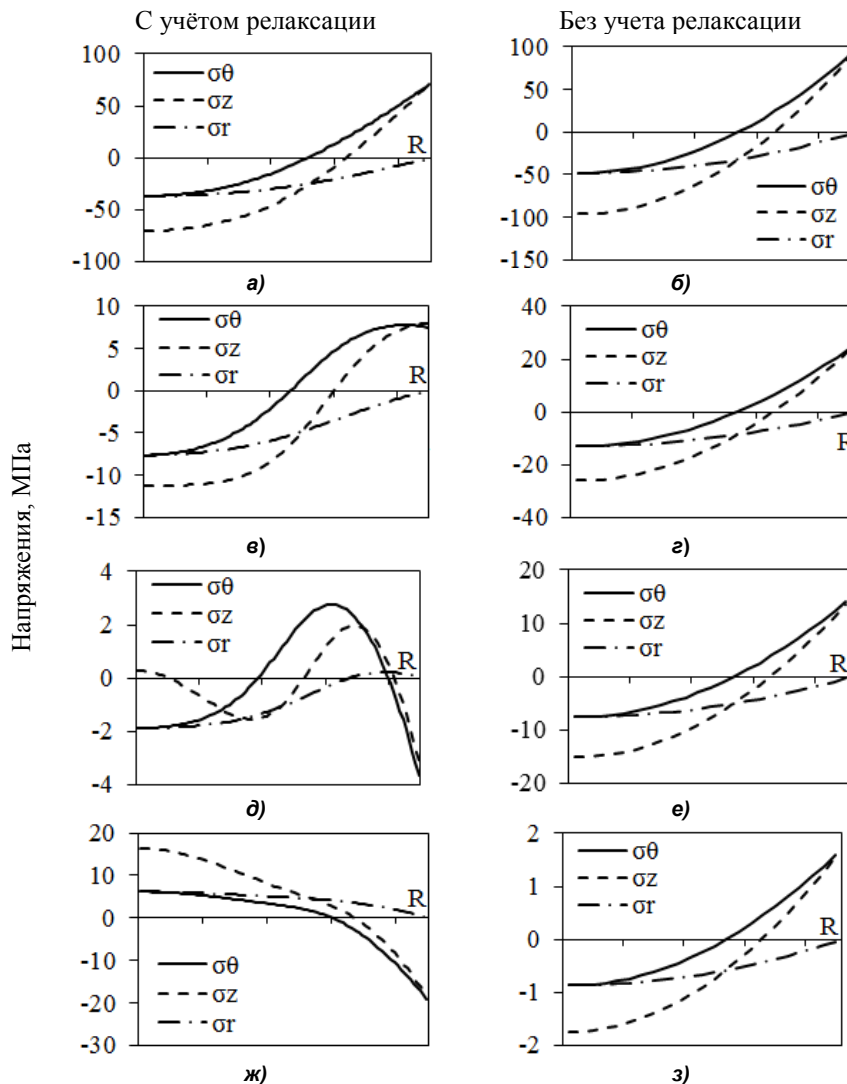 С учётом релаксации
Без учета релаксации
Напряжения, МПа
100
50
0
-50
-100
σθ
σz
σr
R
а)
100
50
0
-50
-100
-150
σθ
σz
σr
б)
10
5
0
-5
-10
-15
σθ
σz
σr
R
в)
40
20
0
-20
-40
σθ
σz
σr
R
г)
4
2
0
-2
-4
σθ
σz
σr
R
д)
20
10
0
-10
-20
σθ
σz
σr
R
е)
20
10
0
-10
-20
-30
R
σθ
σz
σr
ж)
2
1
0
-1
-2
σθ
σz
σr
R
з)